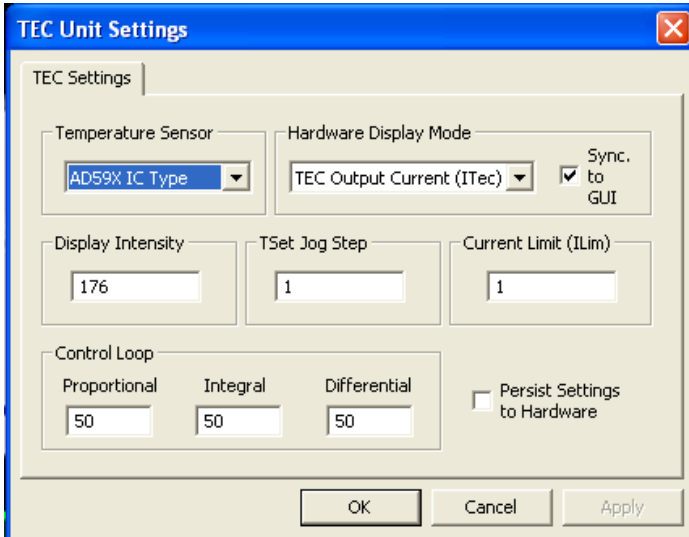 TEC Unit Settings
TEC Settings
Temperature Sensor
Hardware Display Mode
AD59X IC Type
TEC Output Current (ITec)
Sync.
to
GUI
Display Intensity
TSet Jog Step
Current Limit (ILim)
176
1
1
Control Loop
Proportional
Integral
Differential
50
50
50
Persist Settings
to Hardware
OK
Cancel
Apply